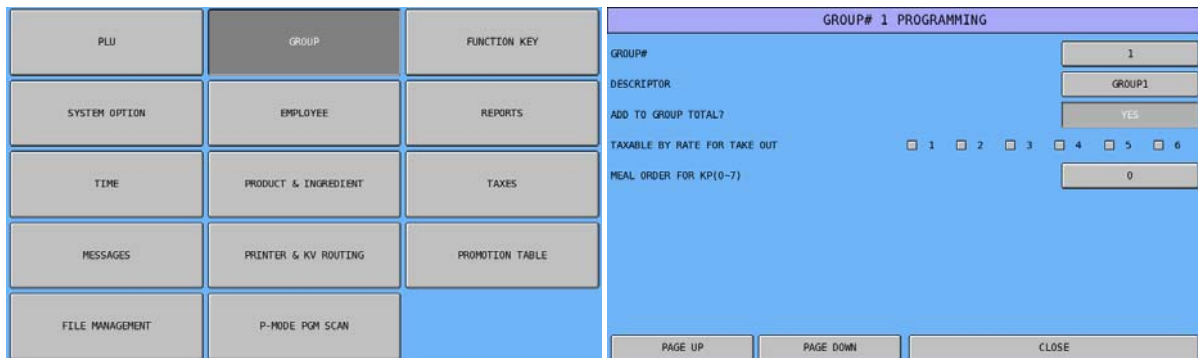 PLU GROUP FUNCTION KEY
SYSTEM OPTION EMPLOYEE REPORTS
TIME PRODUCT & INGREDIENT TAXES
MESSAGES PRINTER & KV ROUTING PROMOTION TABLE
FILE MANAGEMENT P-MODE PGM SCAN
GROUP# 1 PROGRAMMING
GROUP# 1
DESCRIPTOR GROUP1
ADD TO GROUP TOTAL? YES
TAXABLE BY RATE FOR TAKE OUT 1 2 3 4 5 6
MEAL ORDER FOR KP(0~7) 0
PAGE UP PAGE DOWN CLOSE